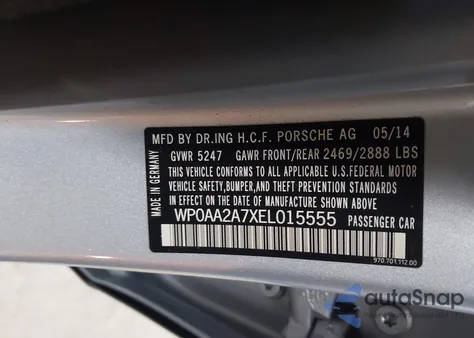 MFD BY DR.ING H.C.F. PORSCHE AG 05/14
GVWR 5247 GAWR FRONT/REAR 2469/2888 LBS
THIS VEHICLE CONFORMS TO ALL APPLICABLE U.S.FEDERAL MOTOR
VEHICLE SAFETY,BUMPER,AND THEFT PREVENTION STANDARDS
IN EFFECT ON THE DATE OF MANUFACTURE SHOWN ABOVE.
WP0AA2A7XEL015555 PASSENGER CAR
MADE IN GERMANY
970.701.112.00
autoSnap